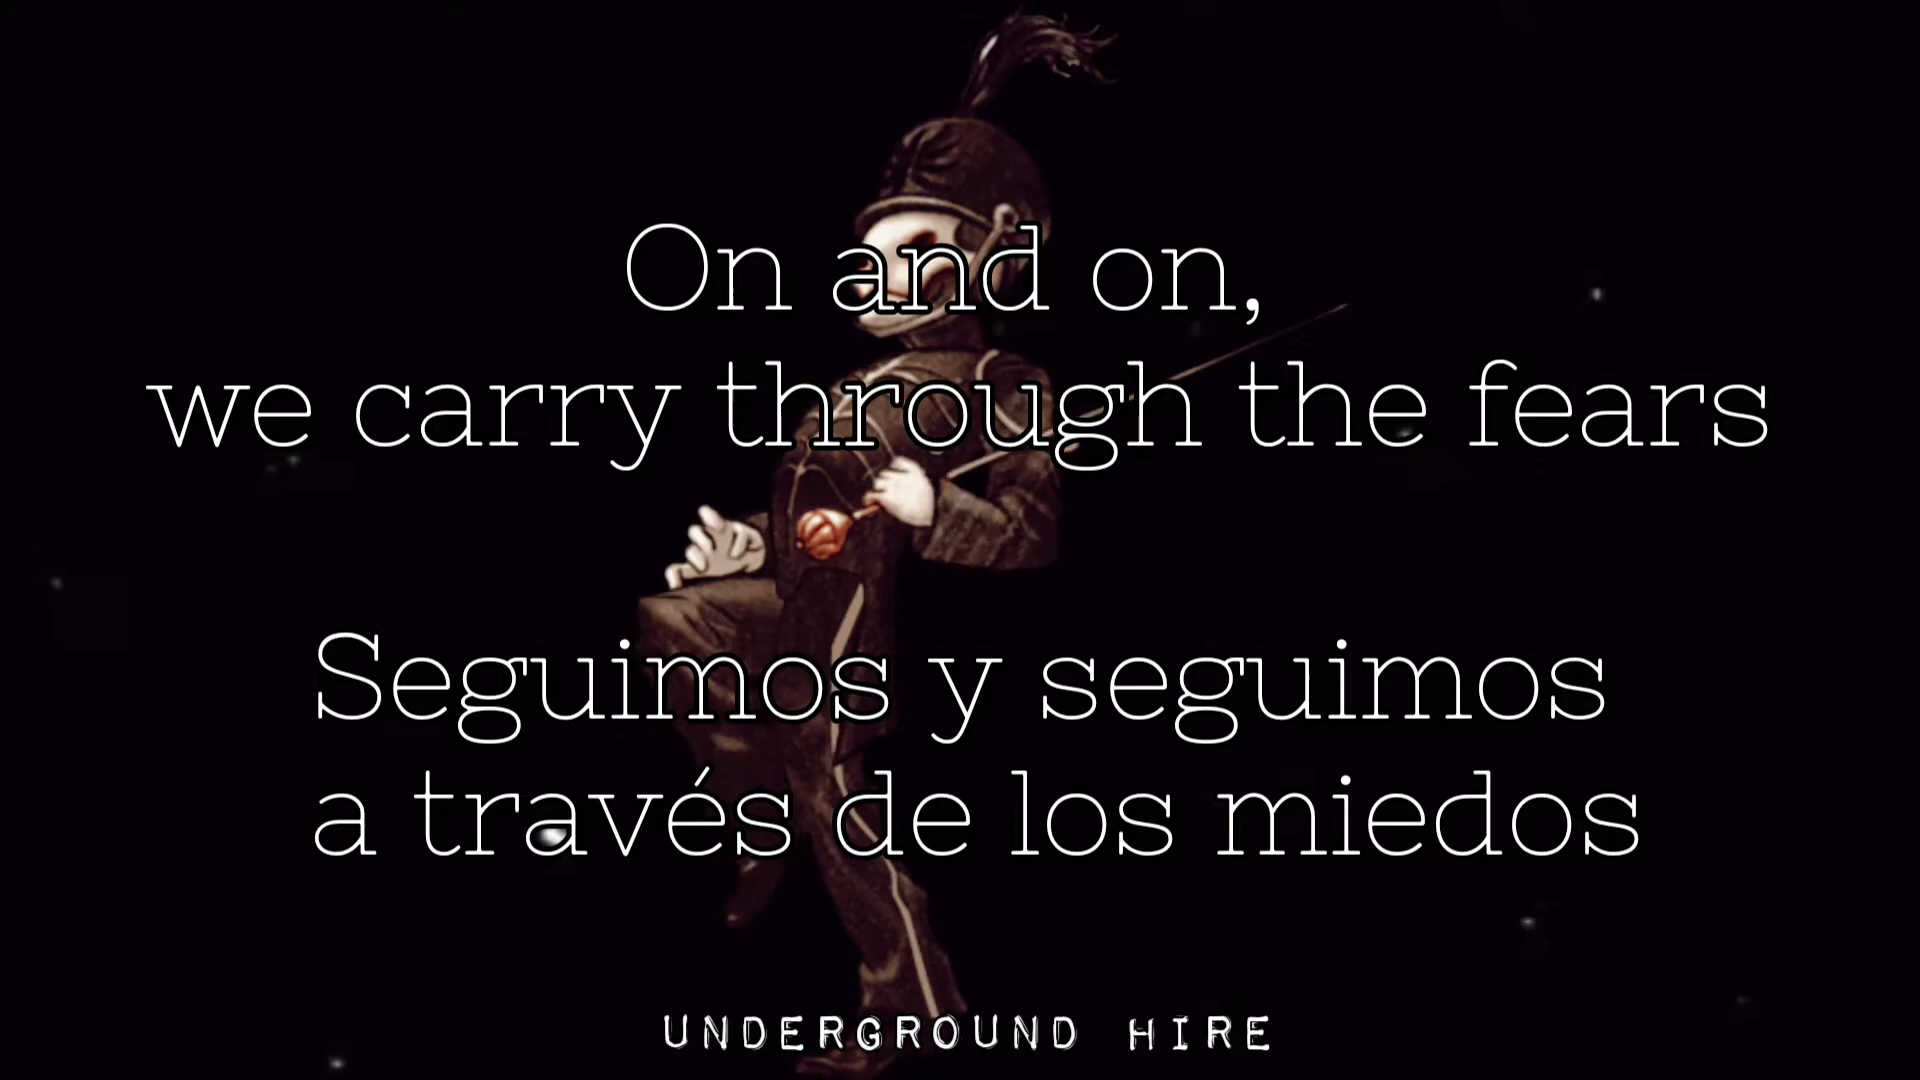 On and on,
we carry through the fears
Seguimos y seguimos
a través de los miedos
UNDERGROUND HIRE